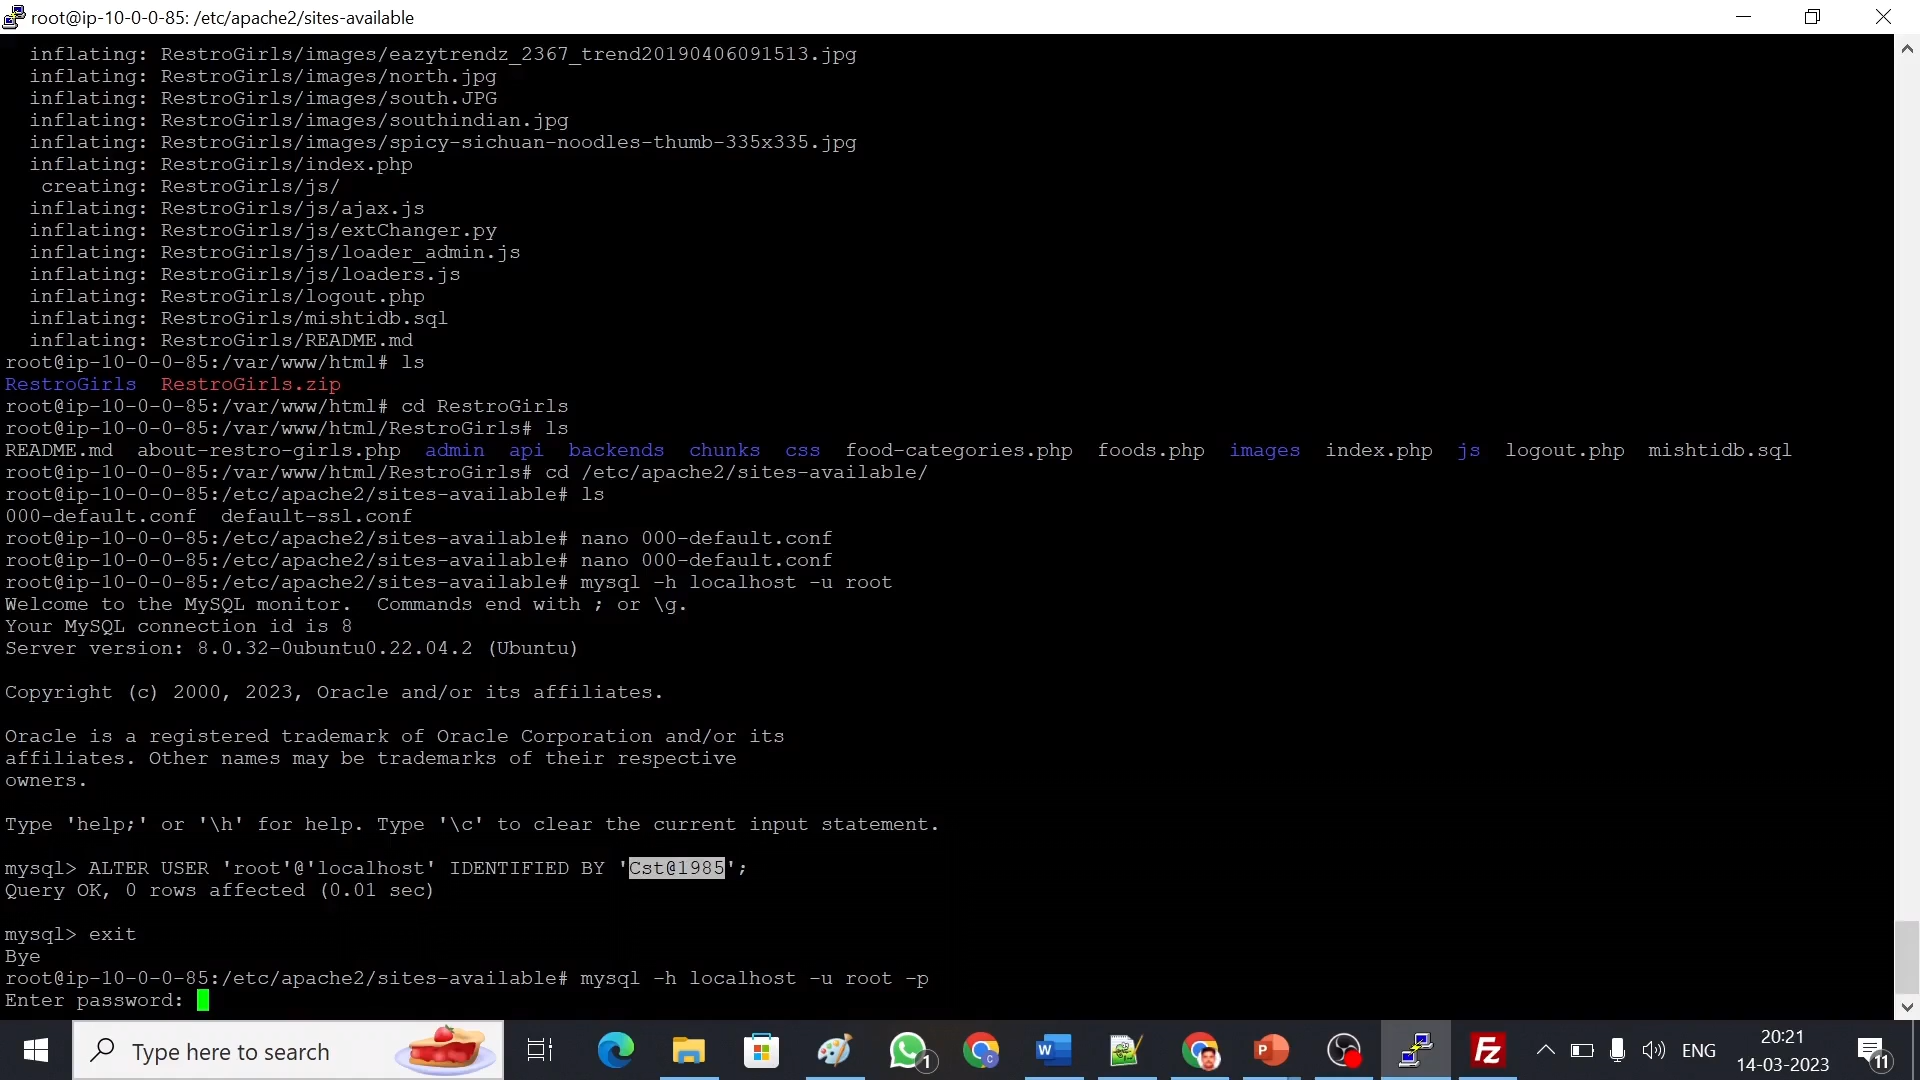 root@ip-10-0-0-85: /etc/apache2/sites-available
inflating: RestroGirls/images/eazytrendz_2367_trend20190406091513.jpg
inflating: RestroGirls/images/north.jpg
inflating: RestroGirls/images/south.JPG
inflating: RestroGirls/images/southindian.jpg
inflating: RestroGirls/images/spicy-sichuan-noodles-thumb-335x335.jpg
inflating: RestroGirls/index.php
creating: RestroGirls/js/
inflating: RestroGirls/js/ajax.js
inflating: RestroGirls/js/extChanger.py
inflating: RestroGirls/js/loader_admin.js
inflating: RestroGirls/js/loaders.js
inflating: RestroGirls/logout.php
inflating: RestroGirls/mishtidb.sql
inflating: RestroGirls/README.md
root@ip-10-0-0-85:/var/www/html# ls
RestroGirls  RestroGirls.zip
root@ip-10-0-0-85:/var/www/html# cd RestroGirls
root@ip-10-0-0-85:/var/www/html/RestroGirls# ls
README.md  about-restro-girls.php  admin  api  backends  chunks  css  food-categories.php  foods.php  images  index.php  js  logout.php  mishtidb.sql
root@ip-10-0-0-85:/var/www/html/RestroGirls# cd /etc/apache2/sites-available/
root@ip-10-0-0-85:/etc/apache2/sites-available# ls
000-default.conf  default-ssl.conf
root@ip-10-0-0-85:/etc/apache2/sites-available# nano 000-default.conf
root@ip-10-0-0-85:/etc/apache2/sites-available# nano 000-default.conf
root@ip-10-0-0-85:/etc/apache2/sites-available# mysql -h localhost -u root
Welcome to the MySQL monitor.  Commands end with ; or \g.
Your MySQL connection id is 8
Server version: 8.0.32-0ubuntu0.22.04.2 (Ubuntu)
Copyright (c) 2000, 2023, Oracle and/or its affiliates.
Oracle is a registered trademark of Oracle Corporation and/or its
affiliates. Other names may be trademarks of their respective
owners.
Type 'help;' or '\h' for help. Type '\c' to clear the current input statement.
mysql> ALTER USER 'root'@'localhost' IDENTIFIED BY 'Cst@1985';
Query OK, 0 rows affected (0.01 sec)
mysql> exit
Bye
root@ip-10-0-0-85:/etc/apache2/sites-available# mysql -h localhost -u root -p
Enter password:
Type here to search
1
W
P
Fz
ENG
20:21
14-03-2023
11